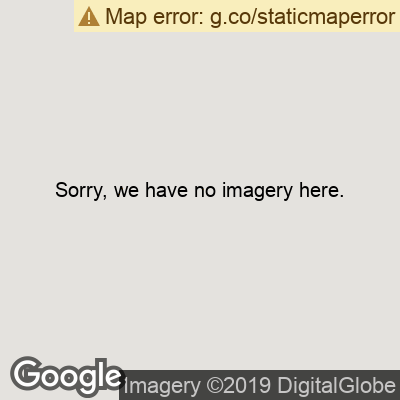 Map error: g.co/staticmaperror
Sorry, we have no imagery here.
Google
Imagery ©2019 DigitalGlobe